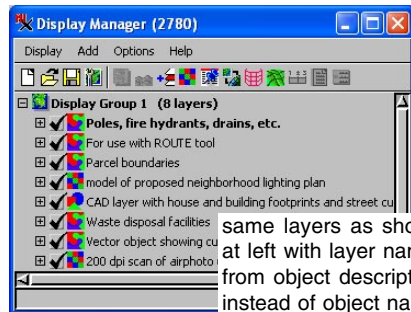 Display Manager (2780)
Display Add Options Help
Display Group 1 (8 layers)
Poles, fire hydrants, drains, etc.
For use with ROUTE tool
Parcel boundaries
model of proposed neighborhood lighting plan
CAD layer with house and building footprints and street cu
Waste disposal facilities
Vector object showing cu
200 dpi scan of airphoto
same layers as sho
at left with layer nar
from object descript
instead of object na